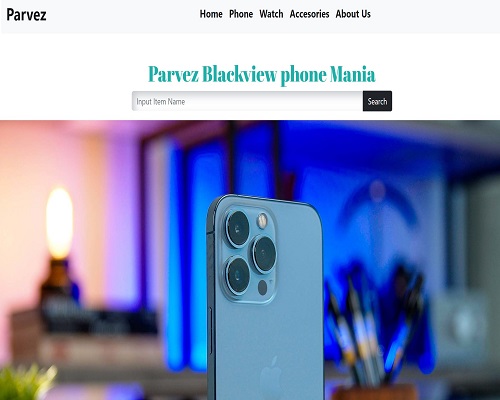 Parvez
Home Phone Watch Accesories About Us
Parvez Blackview phone Mania
Input Item Name
Search